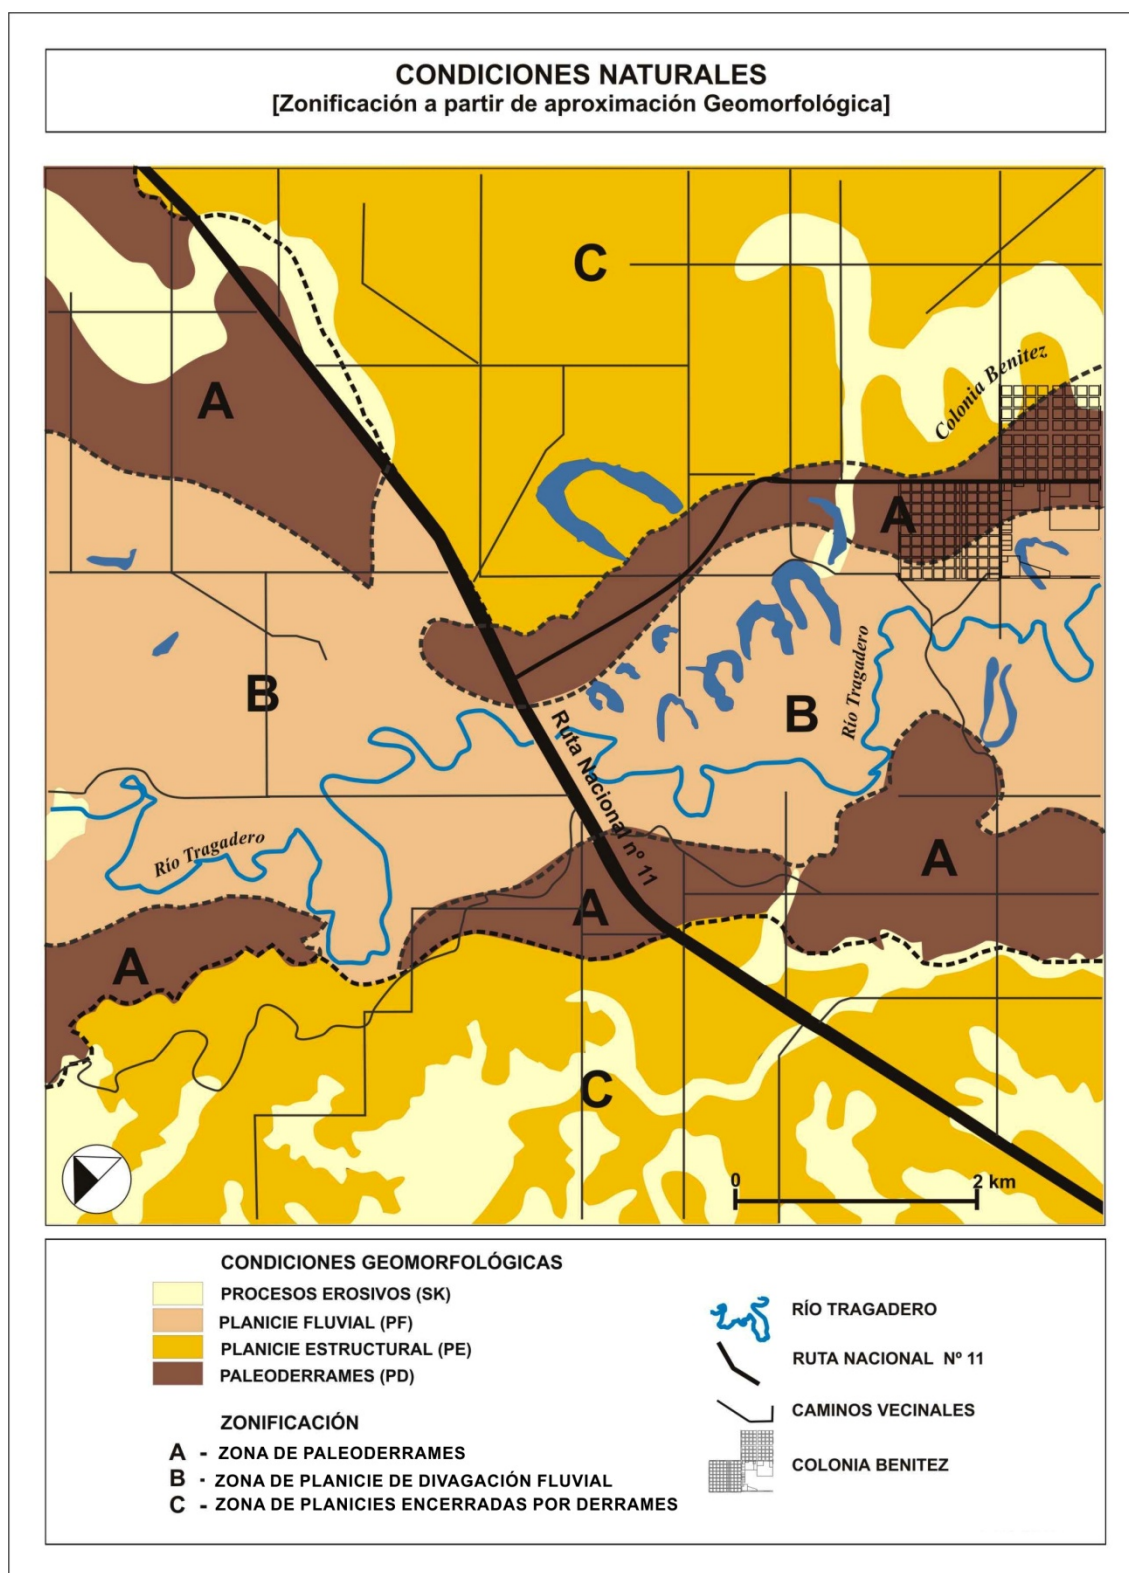 CONDICIONES NATURALES
[Zonificación a partir de aproximación Geomorfológica]
C
Colonia Benitez
A
A
B
B
Río Tragadero
Ruta Nacional nº 11
Río Tragadero
A
A
A
C
0 2 km
CONDICIONES GEOMORFOLÓGICAS
PROCESOS EROSIVOS (SK)
PLANICIE FLUVIAL (PF)
PLANICIE ESTRUCTURAL (PE)
PALEODERRAMES (PD)
ZONIFICACIÓN
A - ZONA DE PALEODERRAMES
B - ZONA DE PLANICIE DE DIVAGACIÓN FLUVIAL
C - ZONA DE PLANICIES ENCERRADAS POR DERRAMES
RÍO TRAGADERO
RUTA NACIONAL Nº 11
CAMINOS VECINALES
COLONIA BENITEZ